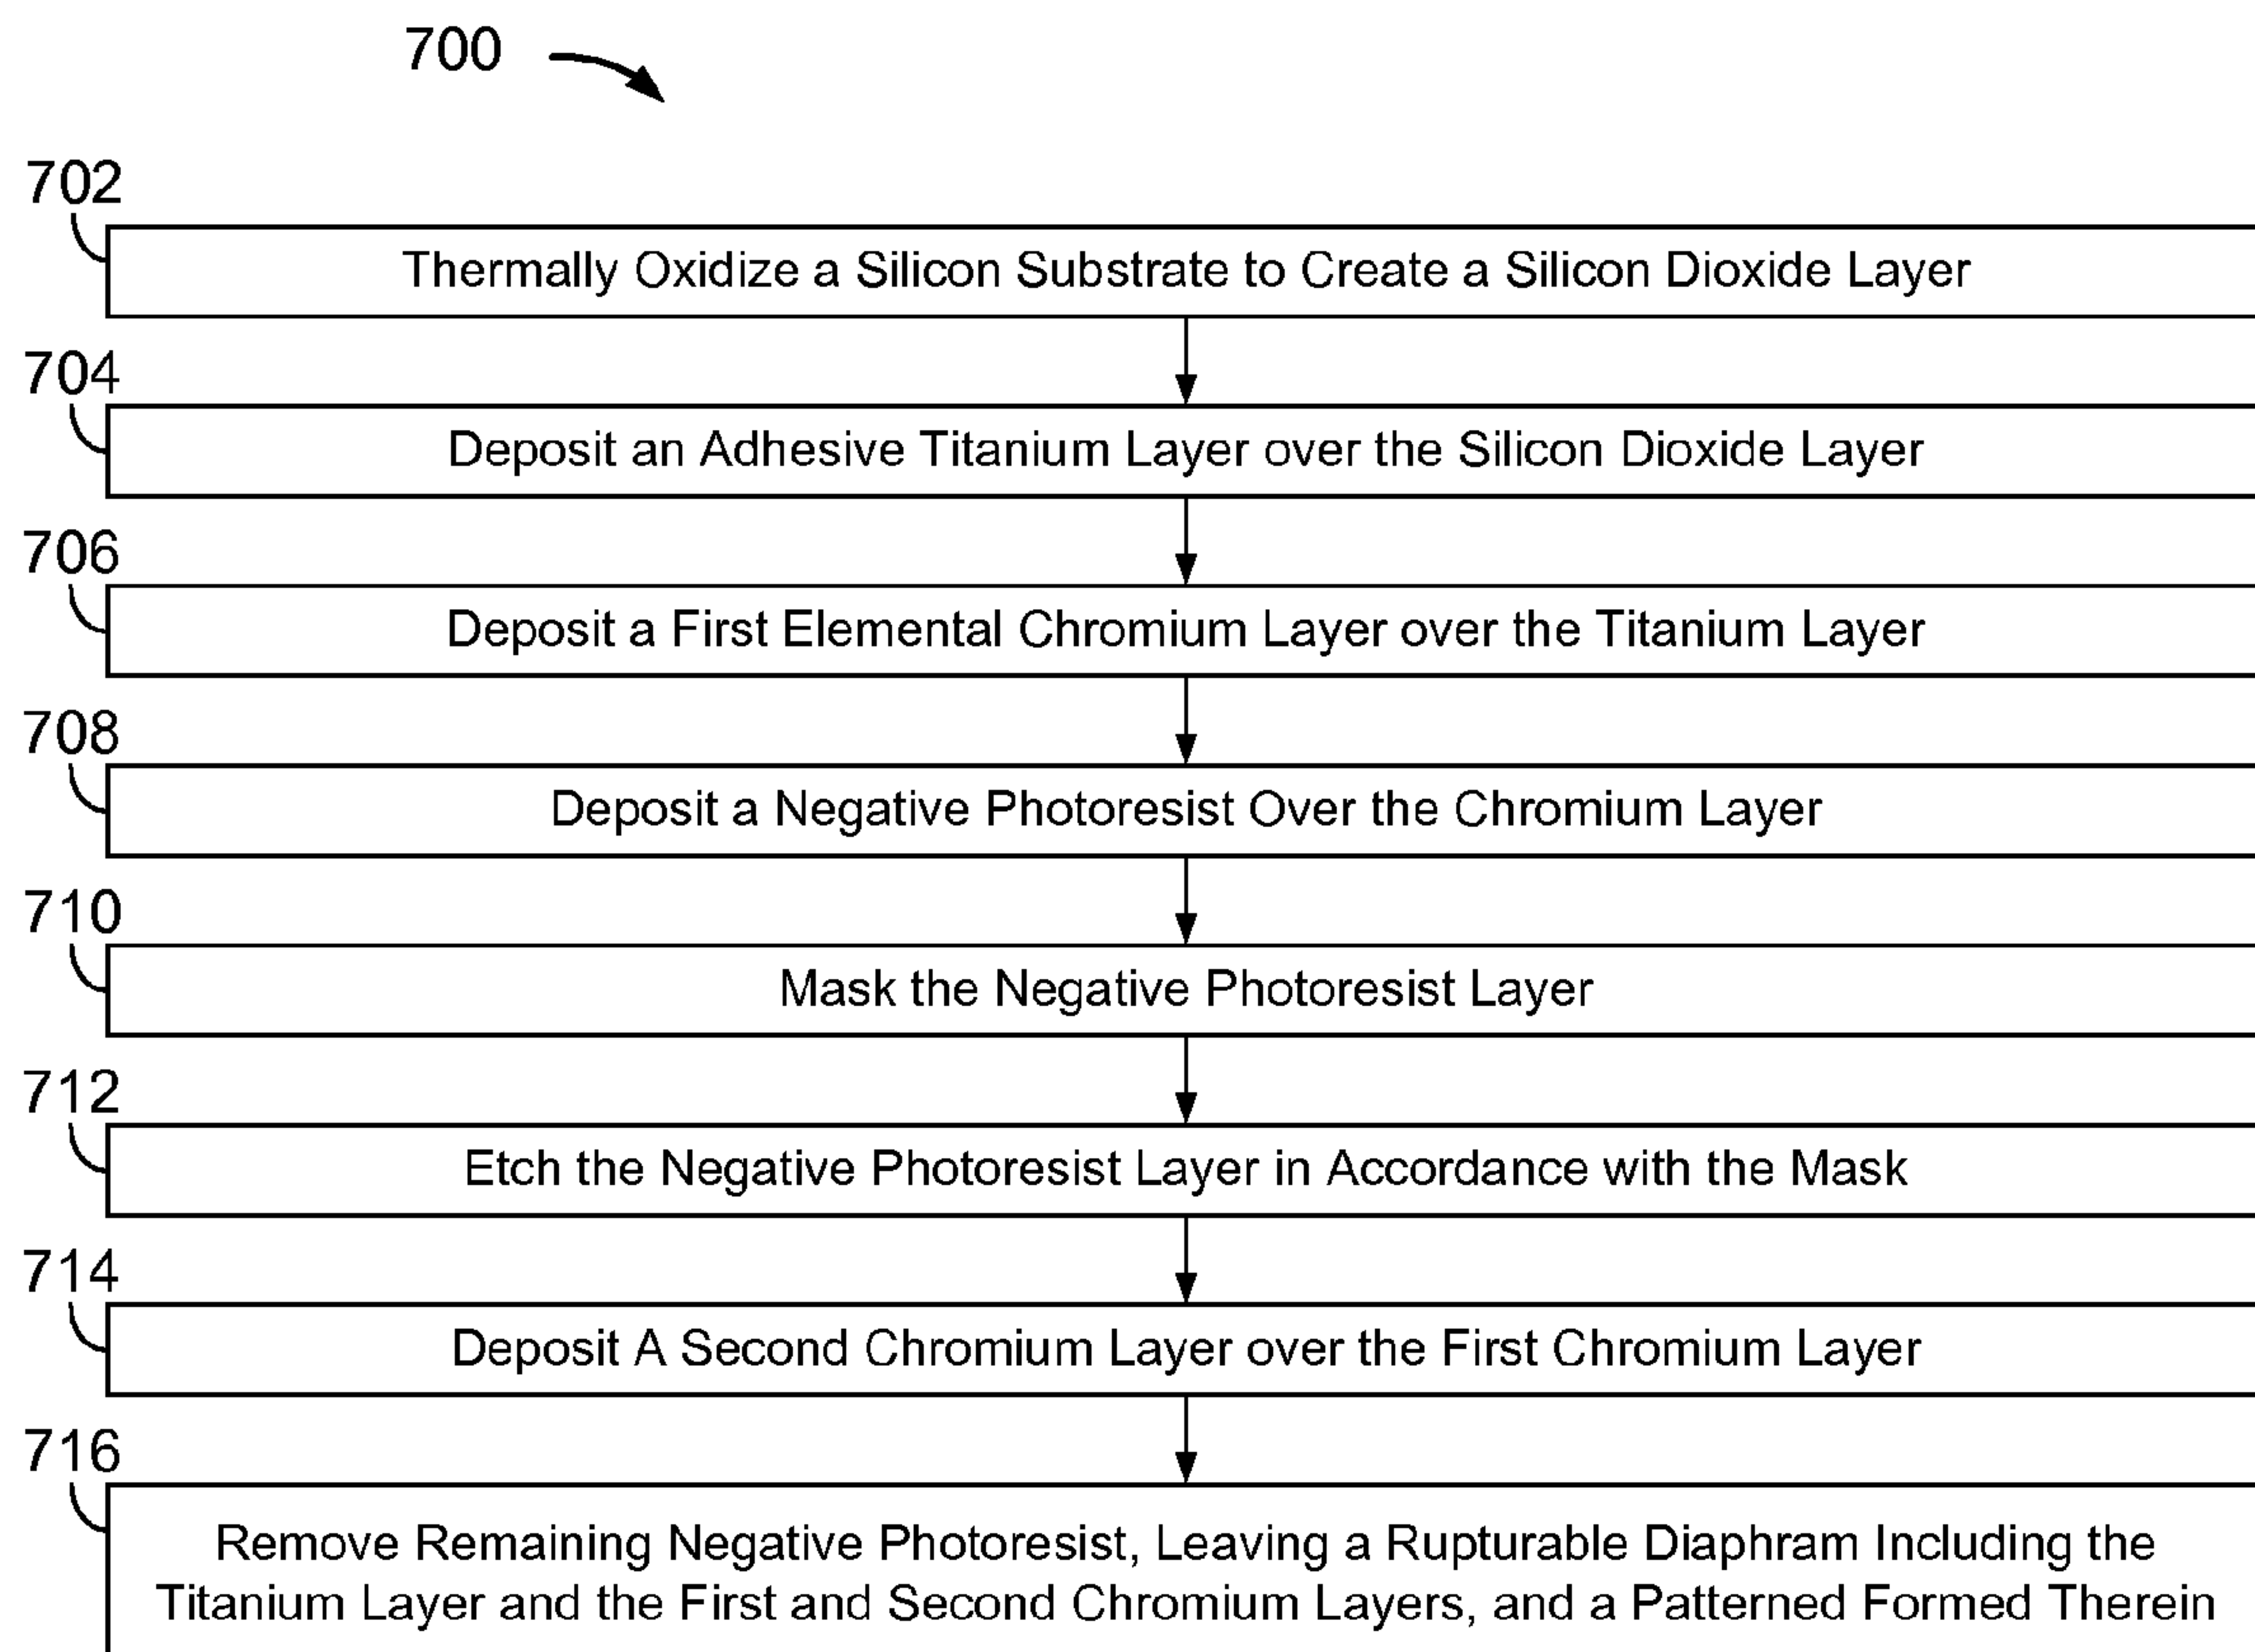 700
702
Thermally Oxidize a Silicon Substrate to Create a Silicon Dioxide Layer
704
Deposit an Adhesive Titanium Layer over the Silicon Dioxide Layer
706
Deposit a First Elemental Chromium Layer over the Titanium Layer
708
Deposit a Negative Photoresist Over the Chromium Layer
710
Mask the Negative Photoresist Layer
712
Etch the Negative Photoresist Layer in Accordance with the Mask
714
Deposit A Second Chromium Layer over the First Chromium Layer
716
Remove Remaining Negative Photoresist, Leaving a Rupturable Diaphram Including the
Titanium Layer and the First and Second Chromium Layers, and a Patterned Formed Therein